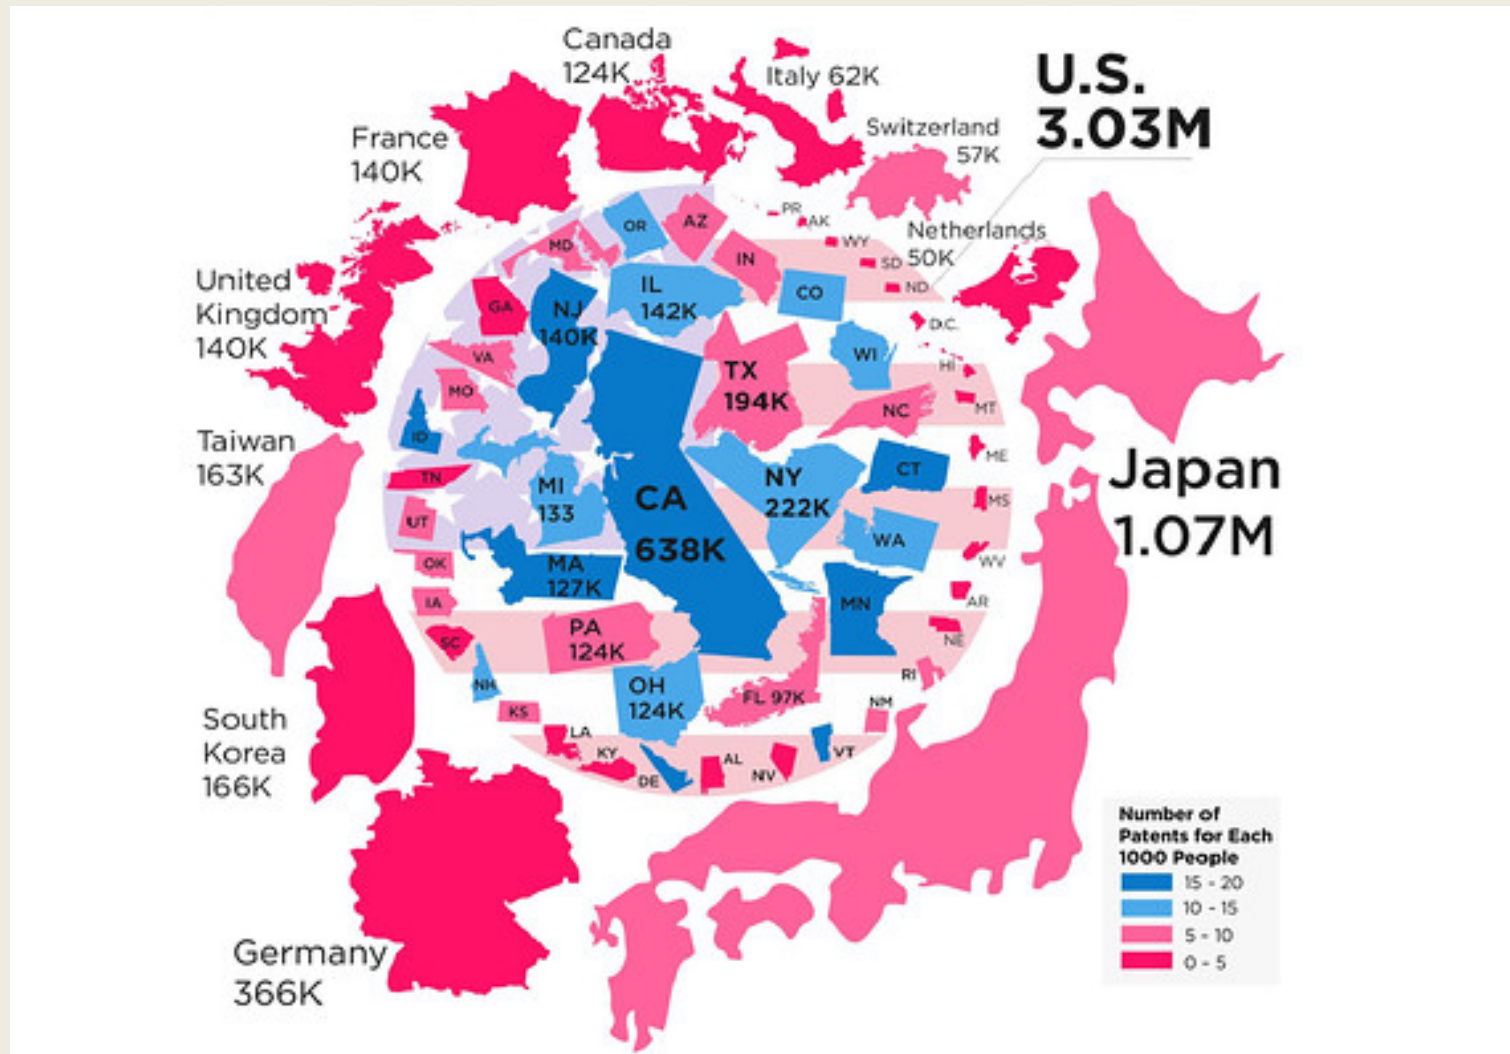 Canada
124K
Italy 62K
U.S.
3.03M
France
140K
Switzerland
57K
Netherlands
50K
United
Kingdom
140K
Taiwan
163K
South
Korea
166K
Germany
366K
Japan
1.07M
OR
AZ
PR
AK
WY
SD
ND
MD
IN
IL
142K
CO
GA
NJ
140K
D.C.
VA
TX
194K
WI
HI
MO
NC
MT
ID
ME
TN
MI
133
CA
638K
NY
222K
CT
MS
UT
WA
OK
MA
127K
WV
IA
MN
AR
SC
PA
124K
NE
NH
OH
124K
FL 97K
RI
KS
NM
LA
KY
DE
AL
NV
VT
Number of
Patents for Each
1000 People
15 - 20
10 - 15
5 - 10
0 - 5